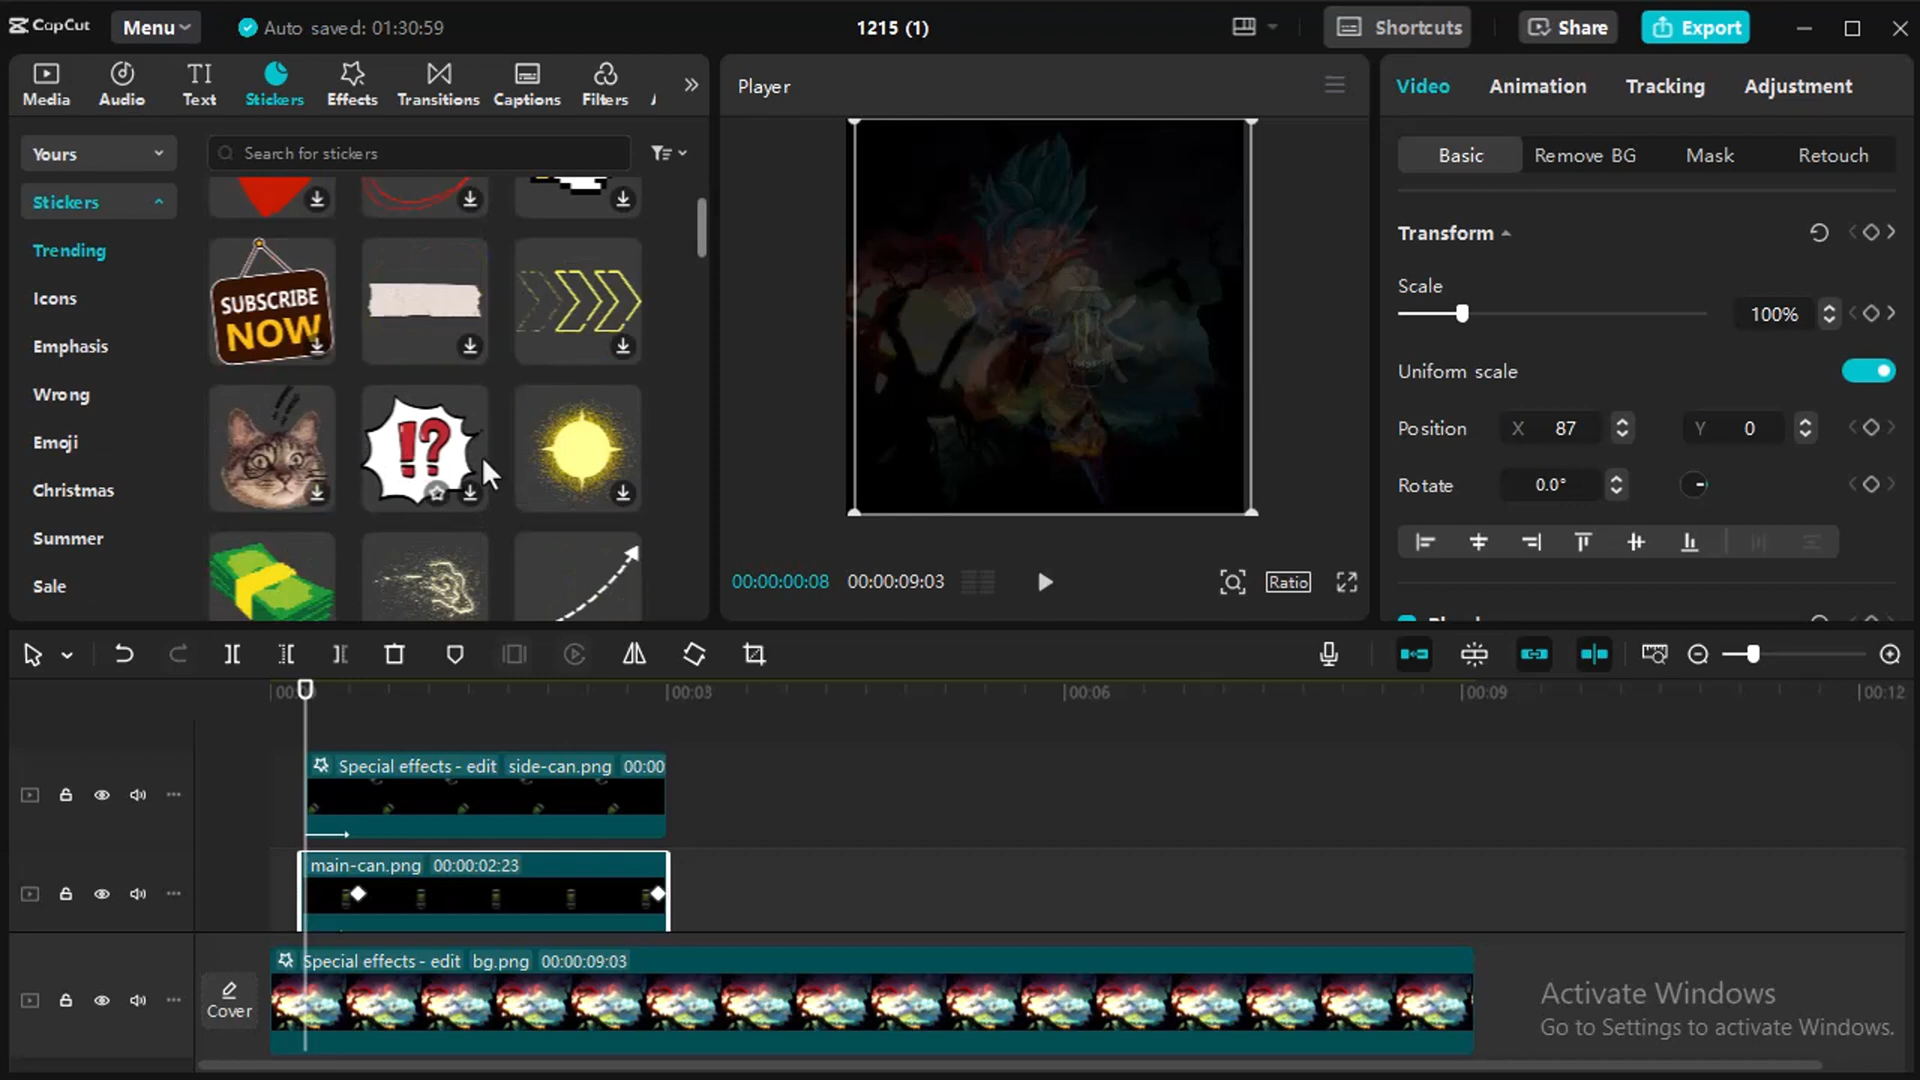 CapCut
Menu
Auto saved: 01:30:59
1215 (1)
Shortcuts
Share
Export
Media
Audio
TI
Text
Stickers
Effects
Transitions
Captions
Filters
Player
Video
Animation
Tracking
Adjustment
Yours
Search for stickers
Basic
Remove BG
Mask
Retouch
Stickers
Trending
Icons
Emphasis
Wrong
Emoji
Christmas
Summer
Sale
SUBSCRIBE
NOW
!?
Transform
Scale
100%
Uniform scale
Position
X 87
Y 0
Rotate
0.0°
00:00:00:08
00:00:09:03
Ratio
00:03
00:06
00:09
00:12
Special effects - edit side-can.png 00:00
main-can.png 00:00:02:23
Special effects - edit bg.png 00:00:09:03
Cover
Activate Windows
Go to Settings to activate Windows.